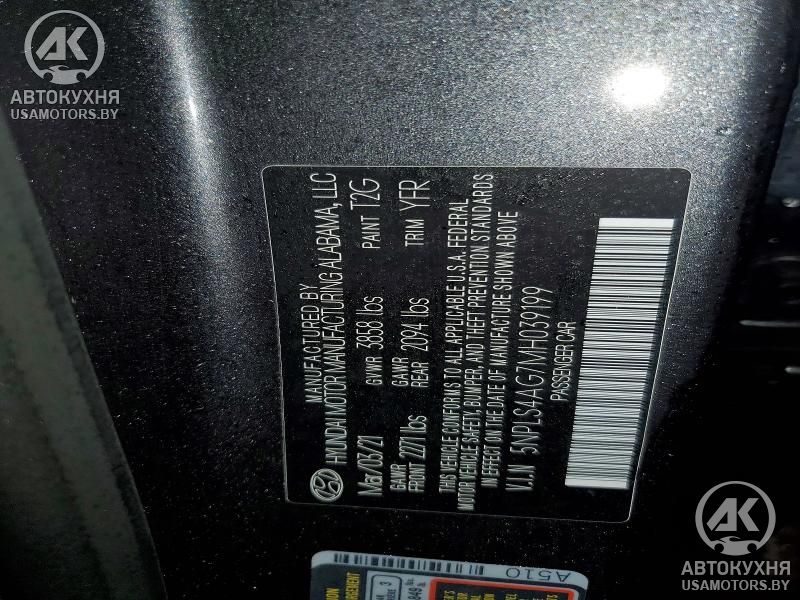 AK
АВТОКУХНЯ
USAMOTORS.BY
MANUFACTURED BY
HYUNDAI MOTOR MANUFACTURING ALABAMA, LLC
Mar/03/21 GVWR 3858 lbs PAINT T2G
GAWR FRONT 2271 lbs GAWR REAR 2094 lbs TRIM YFR
THIS VEHICLE CONFORMS TO ALL APPLICABLE U.S.A. FEDERAL
MOTOR VEHICLE SAFETY, BUMPER, AND THEFT PREVENTION STANDARDS
IN EFFECT ON THE DATE OF MANUFACTURE SHOWN ABOVE
V.I.N 5NPLS4AG7MH039199
PASSENGER CAR
A510
3
AK
АВТОКУХНЯ
USAMOTORS.BY